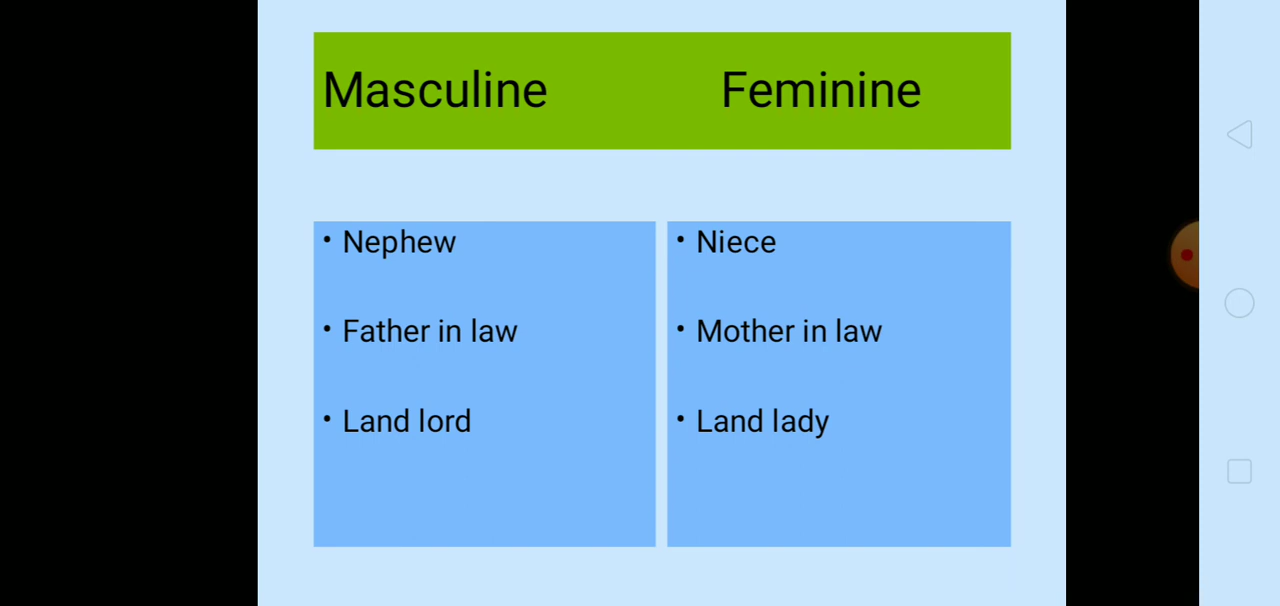 Masculine Feminine
• Nephew
• Father in law
• Land lord
• Niece
• Mother in law
• Land lady